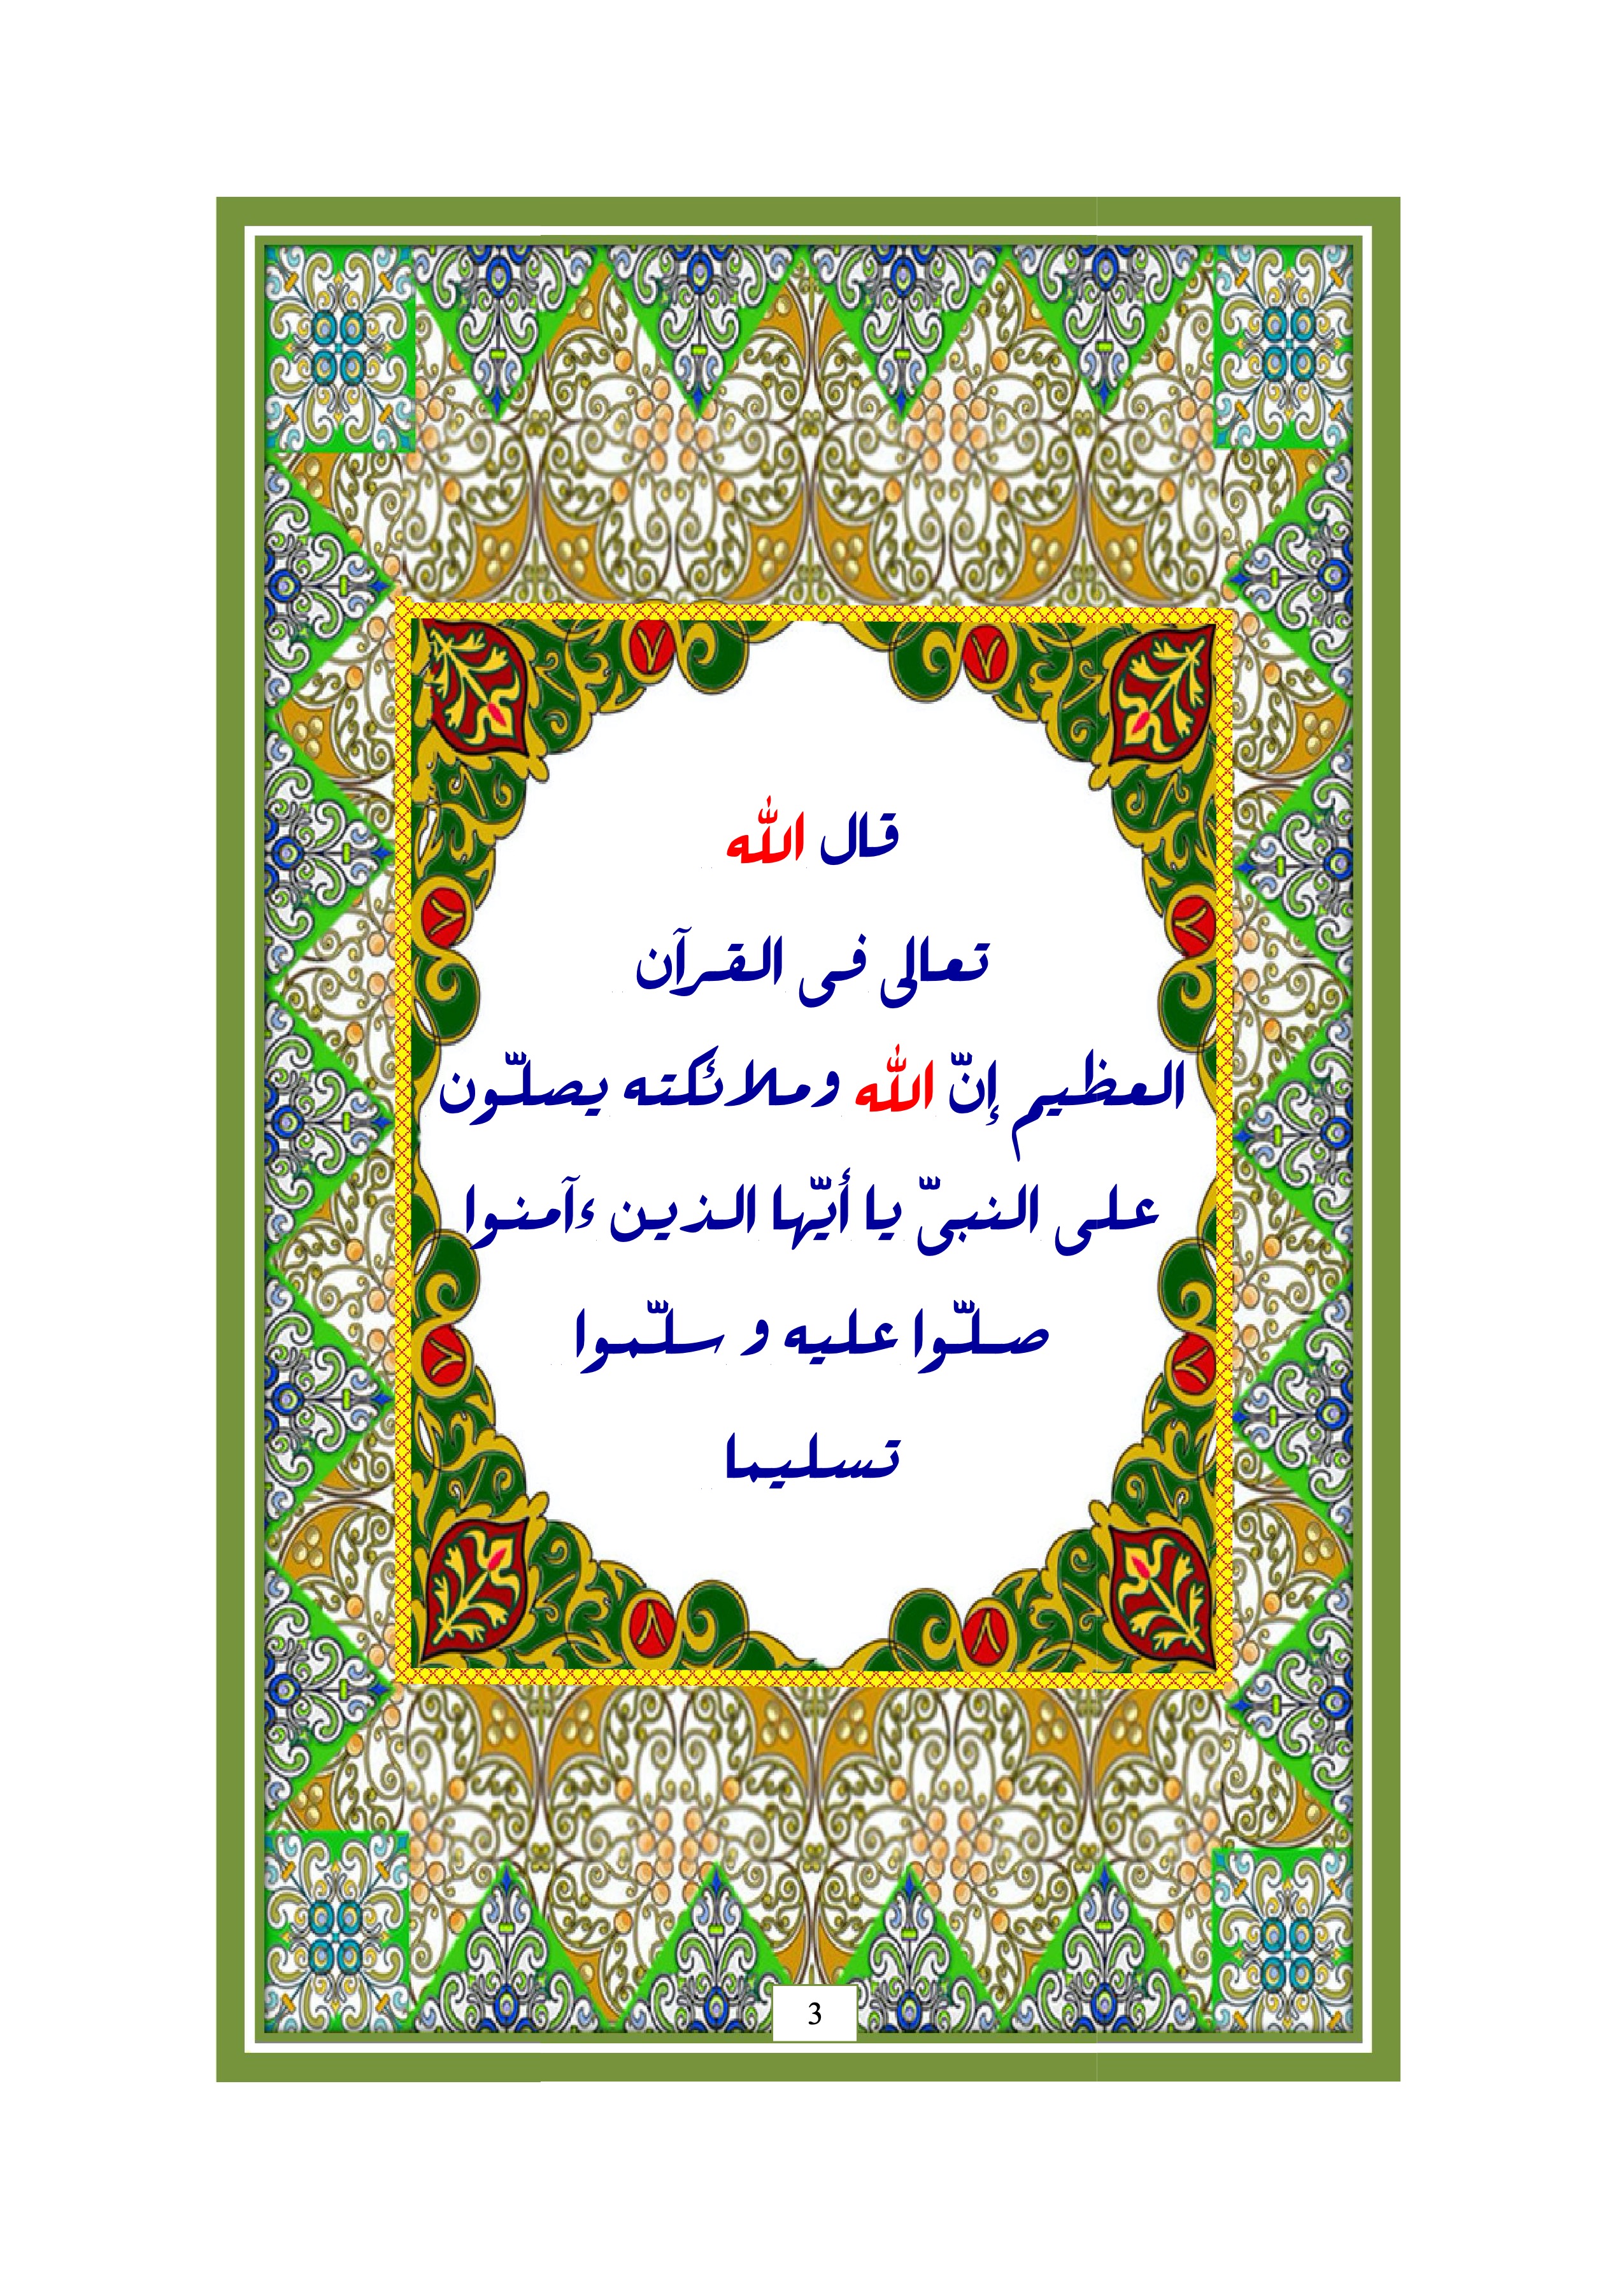 قال الله
تعالى فى القرآن
العظيم إنّ الله وملائكته يصلّون
على النبىّ يا أيّها الذين ءآمنوا
صلّوا عليه و سلّموا
تسليما
3